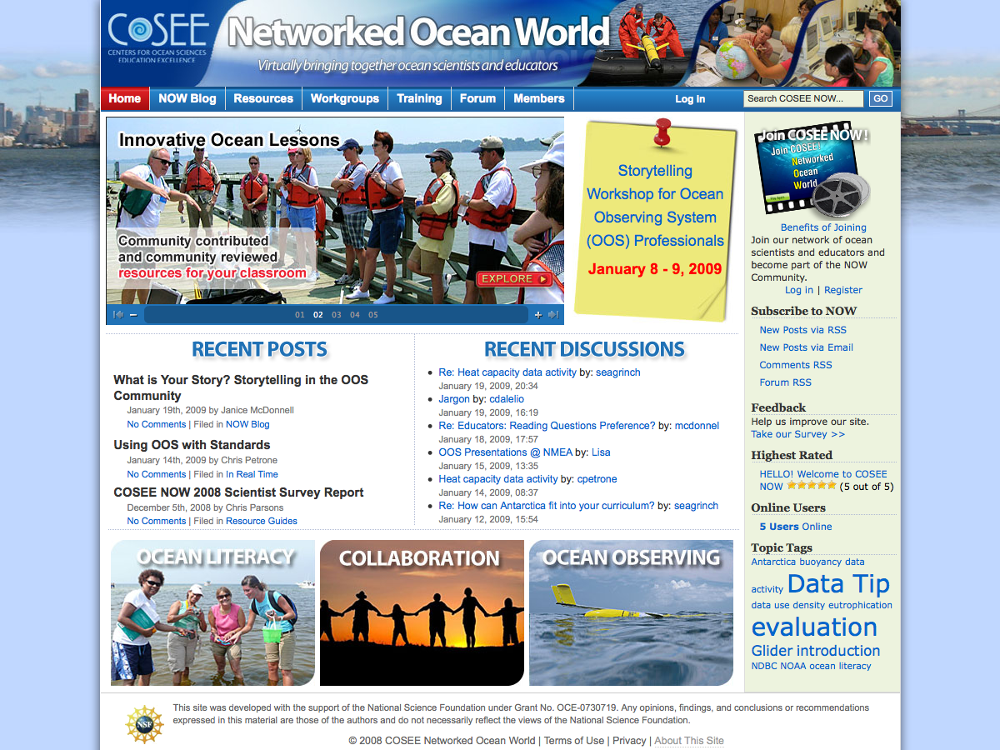 COSEE
CENTERS FOR OCEAN SCIENCES
EDUCATION EXCELLENCE
Networked Ocean World
Virtually bringing together ocean scientists and educators
Home
NOW Blog
Resources
Workgroups
Training
Forum
Members
Log In
Search COSEE NOW...
GO
Innovative Ocean Lessons
Community contributed
and community reviewed
resources for your classroom
EXPLORE
01 02 03 04 05
Storytelling
Workshop for Ocean
Observing System
(OOS) Professionals
January 8 - 9, 2009
RECENT POSTS
What is Your Story? Storytelling in the OOS
Community
January 19th, 2009 by Janice McDonnell
No Comments | Filed in NOW Blog
Using OOS with Standards
January 14th, 2009 by Chris Petrone
No Comments | Filed in In Real Time
COSEE NOW 2008 Scientist Survey Report
December 5th, 2008 by Chris Parsons
No Comments | Filed in Resource Guides
RECENT DISCUSSIONS
Re: Heat capacity data activity by: seagrinch
January 19, 2009, 20:34
Jargon by: cdalelio
January 19, 2009, 16:19
Re: Educators: Reading Questions Preference? by: mcdonnel
January 18, 2009, 17:57
OOS Presentations @ NMEA by: Lisa
January 15, 2009, 13:35
Heat capacity data activity by: cpetrone
January 14, 2009, 08:37
Re: How can Antarctica fit into your curriculum? by: seagrinch
January 12, 2009, 15:54
OCEAN LITERACY
COLLABORATION
OCEAN OBSERVING
Join COSEE NOW!
Join COSEE!
Networked
Ocean
World
Benefits of Joining
Join our network of ocean
scientists and educators and
become part of the NOW
Community.
Log in | Register
Subscribe to NOW
New Posts via RSS
New Posts via Email
Comments RSS
Forum RSS
Feedback
Help us improve our site.
Take our Survey >>
Highest Rated
HELLO! Welcome to COSEE
NOW (5 out of 5)
Online Users
5 Users Online
Topic Tags
Antarctica buoyancy data
activity Data Tip
data use density eutrophication
evaluation
Glider introduction
NDBC NOAA ocean literacy
NSF
This site was developed with the support of the National Science Foundation under Grant No. OCE-0730719. Any opinions, findings, and conclusions or recommendations
expressed in this material are those of the authors and do not necessarily reflect the views of the National Science Foundation.
© 2008 COSEE Networked Ocean World | Terms of Use | Privacy | About This Site